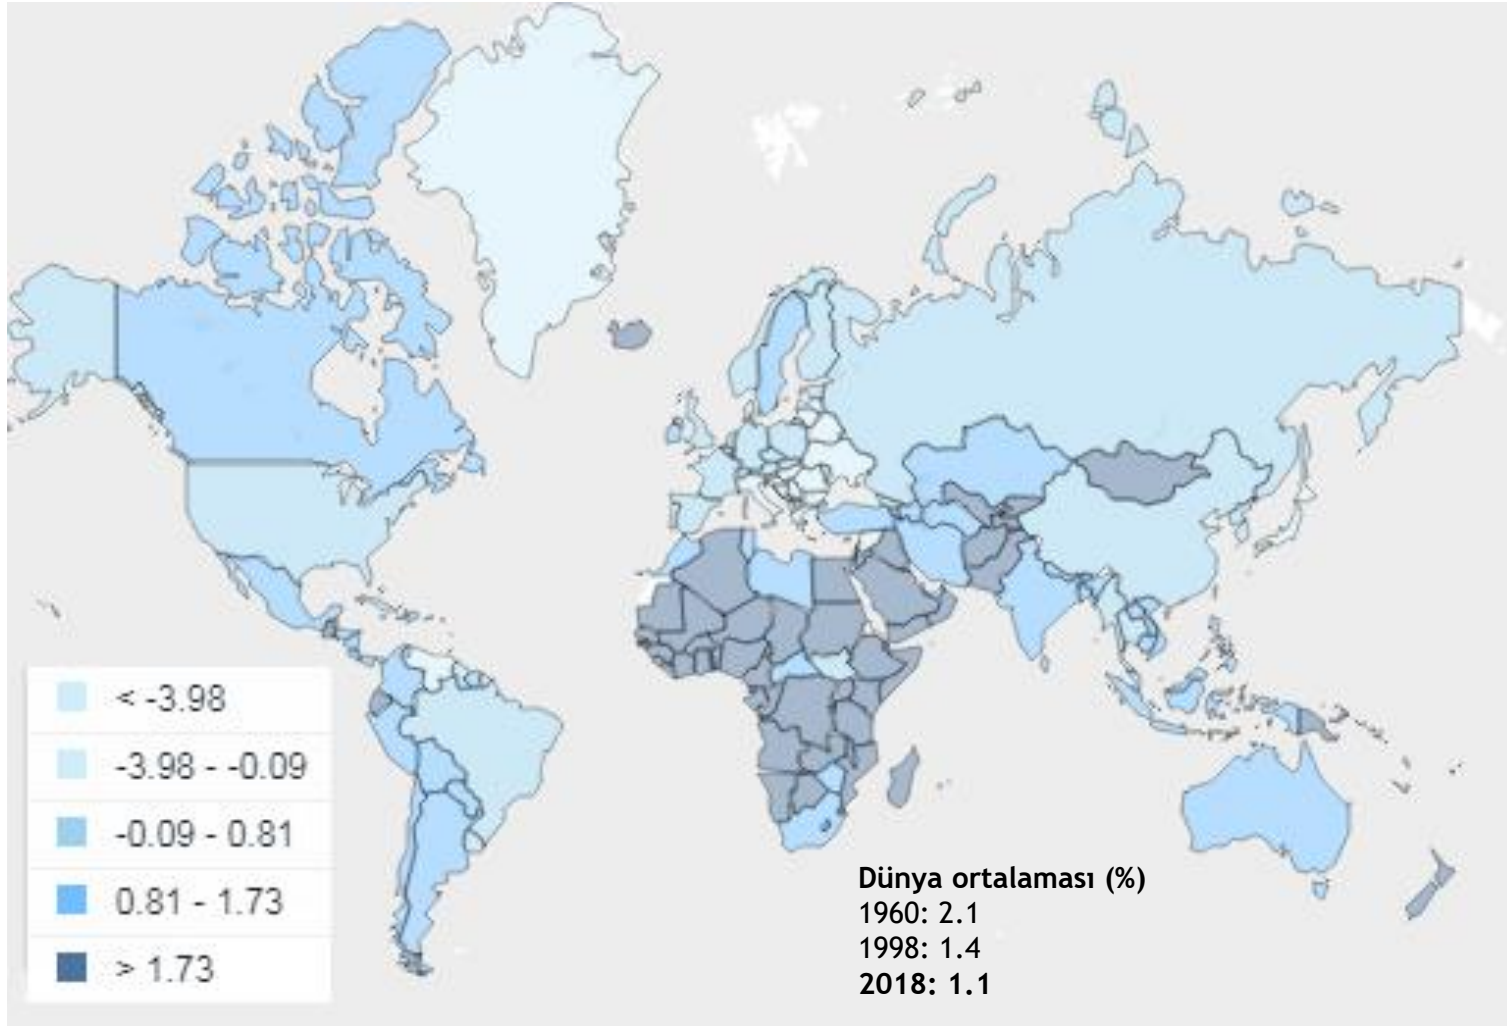 < -3.98
-3.98 - -0.09
-0.09 - 0.81
0.81 - 1.73
> 1.73
Dünya ortalaması (%)
1960: 2.1
1998: 1.4
2018: 1.1